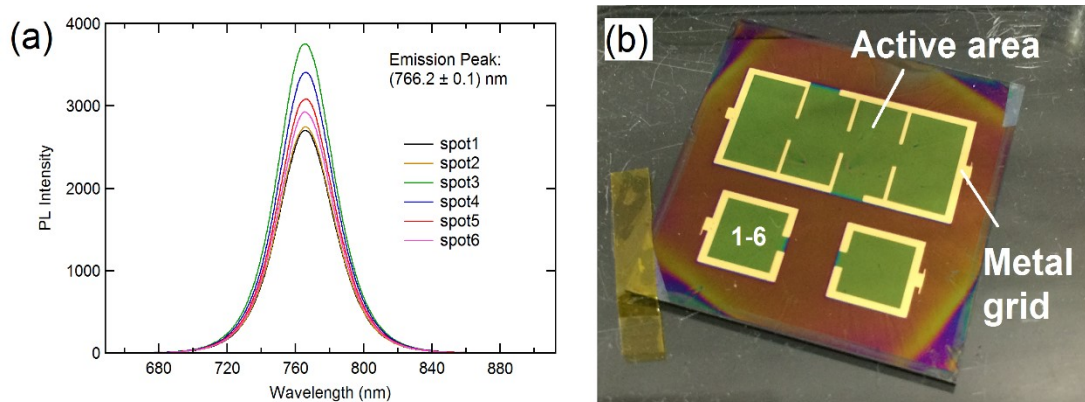 (a)
4000
3000
2000
1000
0
PL Intensity
Emission Peak:
(766.2 ± 0.1) nm
spot1
spot2
spot3
spot4
spot5
spot6
680 720 760 800 840 880
Wavelength (nm)
(b)
Active area
1-6
Metal
grid